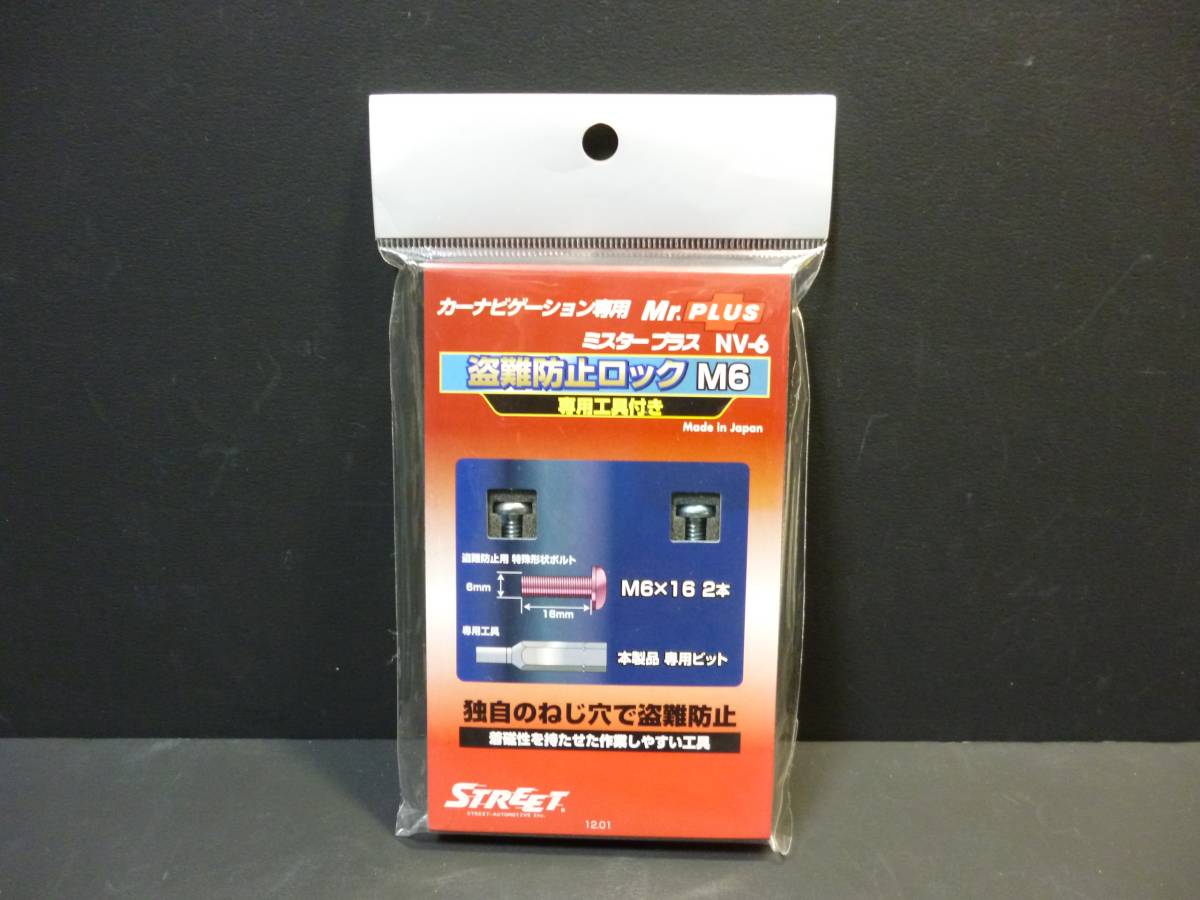 カーナビゲーション専用 Mr.PLUS
ミスタープラス NV-6
盗難防止ロック M6
専用工具付き
Made in Japan
盗難防止用 特殊形状ボルト
6mm
16mm
M6×16 2本
専用工具
本製品 専用ビット
独自のねじ穴で盗難防止
着磁性を持たせた作業しやすい工具
STREET®
STREET-AUTOMOTIVE Inc.
12.01